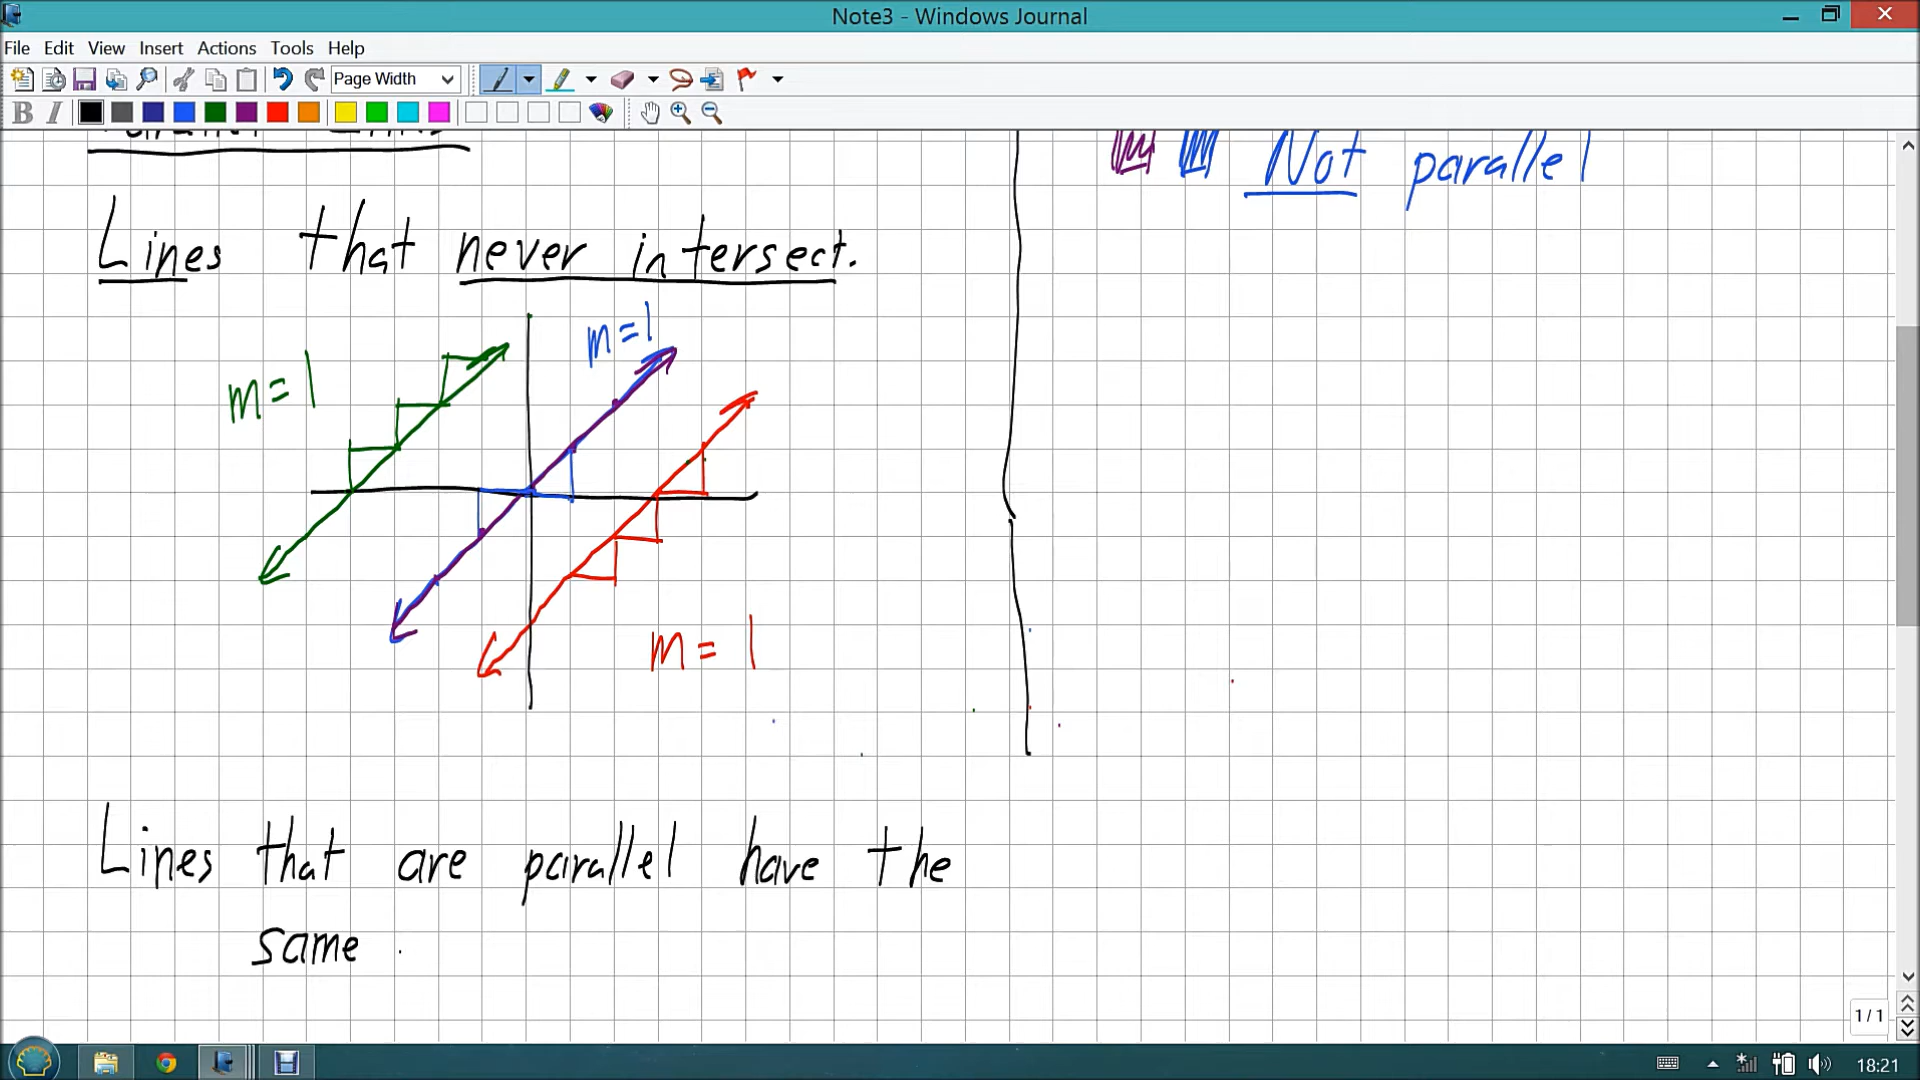 Note3 - Windows Journal
File Edit View Insert Actions Tools Help
Page Width
B I
Not parallel
Lines that never intersect.
m=1
m=1
m=1
Lines that are parallel have the
same
1/1
18:21